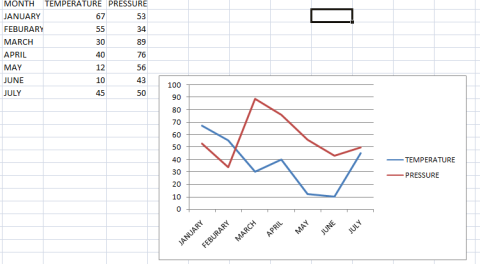 MONTH TEMPERATURE PRESSURE
JANUARY 67 53
FEBURARY 55 34
MARCH 30 89
APRIL 40 76
MAY 12 56
JUNE 10 43
JULY 45 50
100
90
80
70
60
50
40
30
20
10
0
JANUARY FEBURARY MARCH APRIL MAY JUNE JULY
TEMPERATURE
PRESSURE